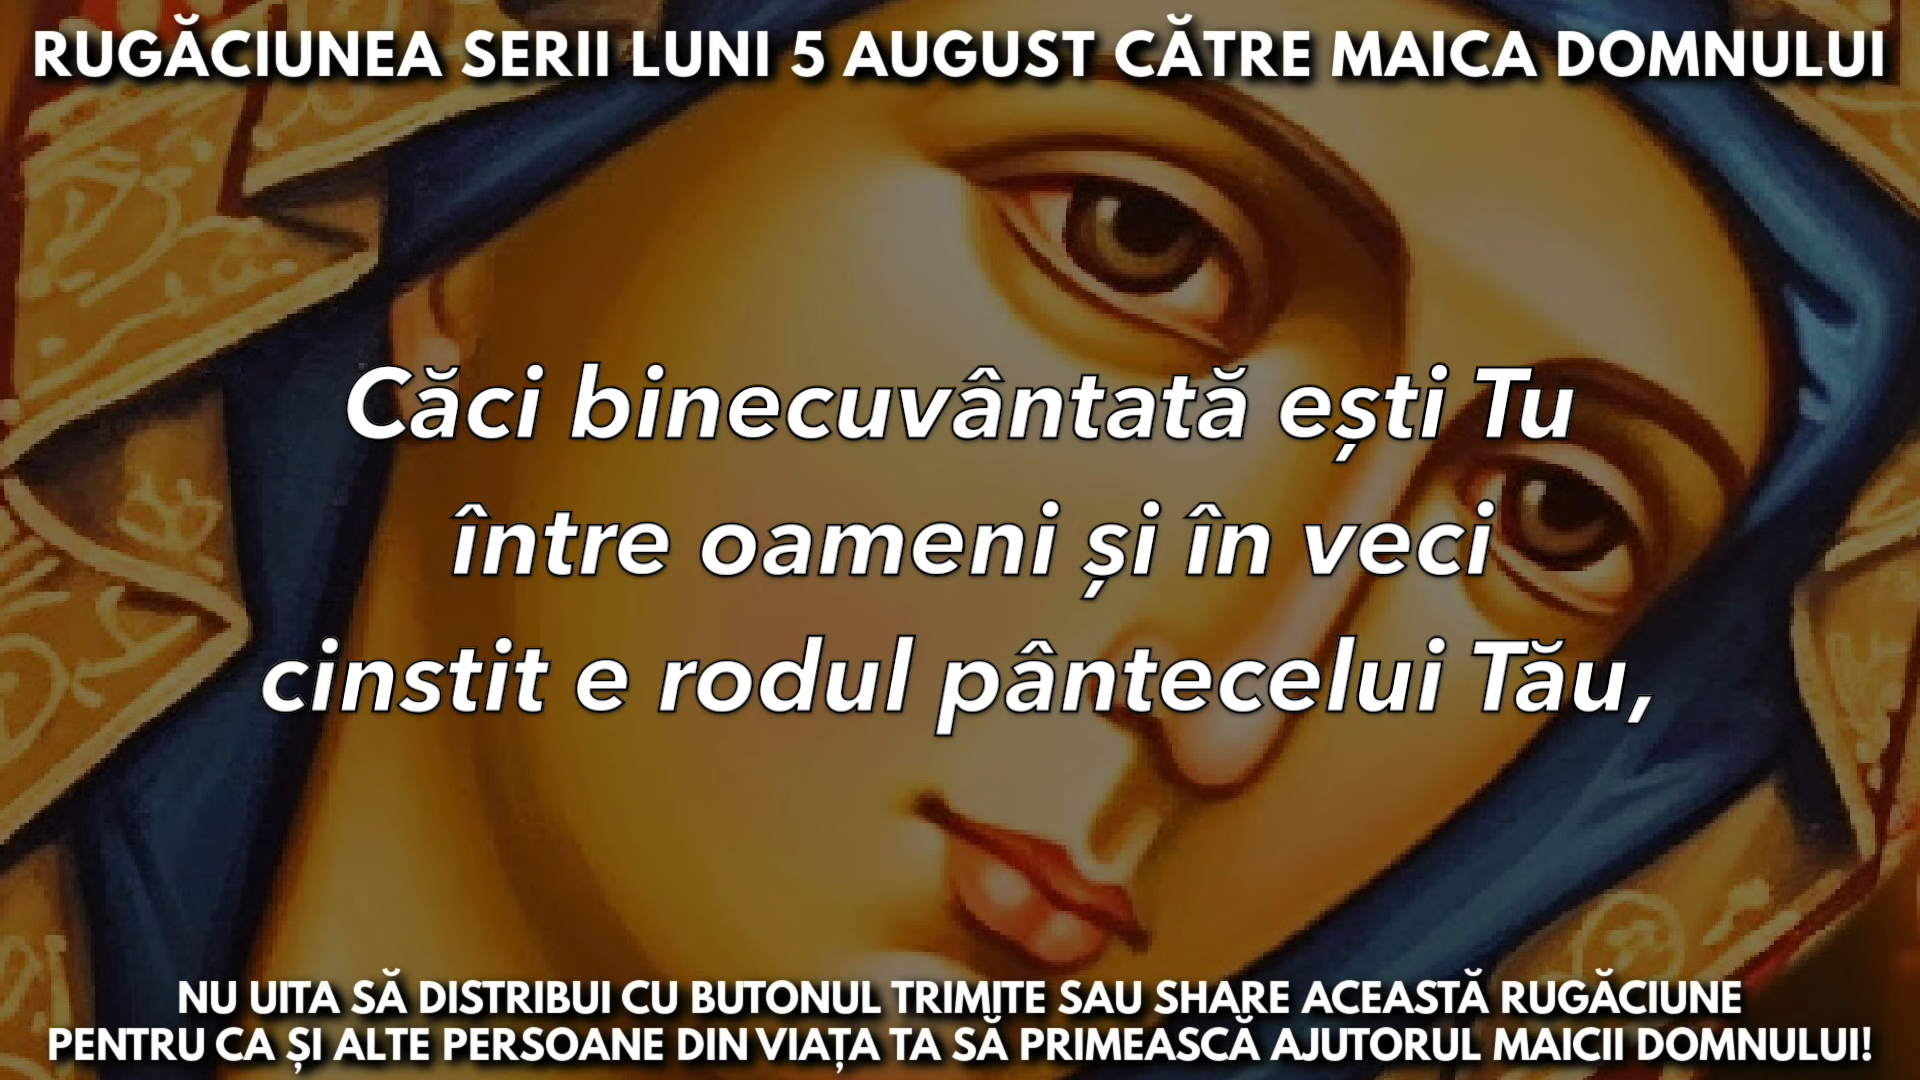 RUGĂCIUNEA SERII LUNI 5 AUGUST CĂTRE MAICA DOMNULUI
Căci binecuvântată ești Tu
între oameni și în veci
cinstit e rodul pântecelui Tău,
NU UITA SĂ DISTRIBUI CU BUTONUL TRIMITE SAU SHARE ACEASTĂ RUGĂCIUNE
PENTRU CA ȘI ALTE PERSOANE DIN VIAȚA TA SĂ PRIMEASCĂ AJUTORUL MAICII DOMNULUI!